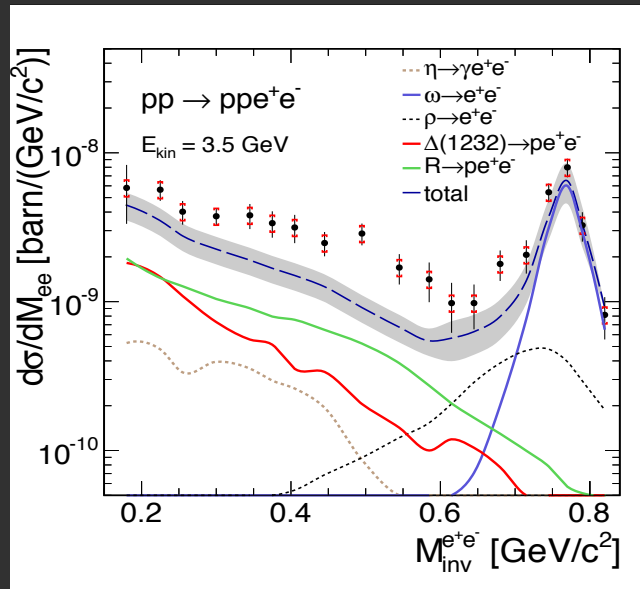 dσ/dM_ee [barn/(GeV/c²)]
10⁻⁸
10⁻⁹
10⁻¹⁰
pp → ppe⁺e⁻
E_kin = 3.5 GeV
η→γe⁺e⁻
ω→e⁺e⁻
ρ→e⁺e⁻
Δ(1232)→pe⁺e⁻
R→pe⁺e⁻
total
0.2 0.4 0.6 0.8
M_inv^e⁺e⁻ [GeV/c²]